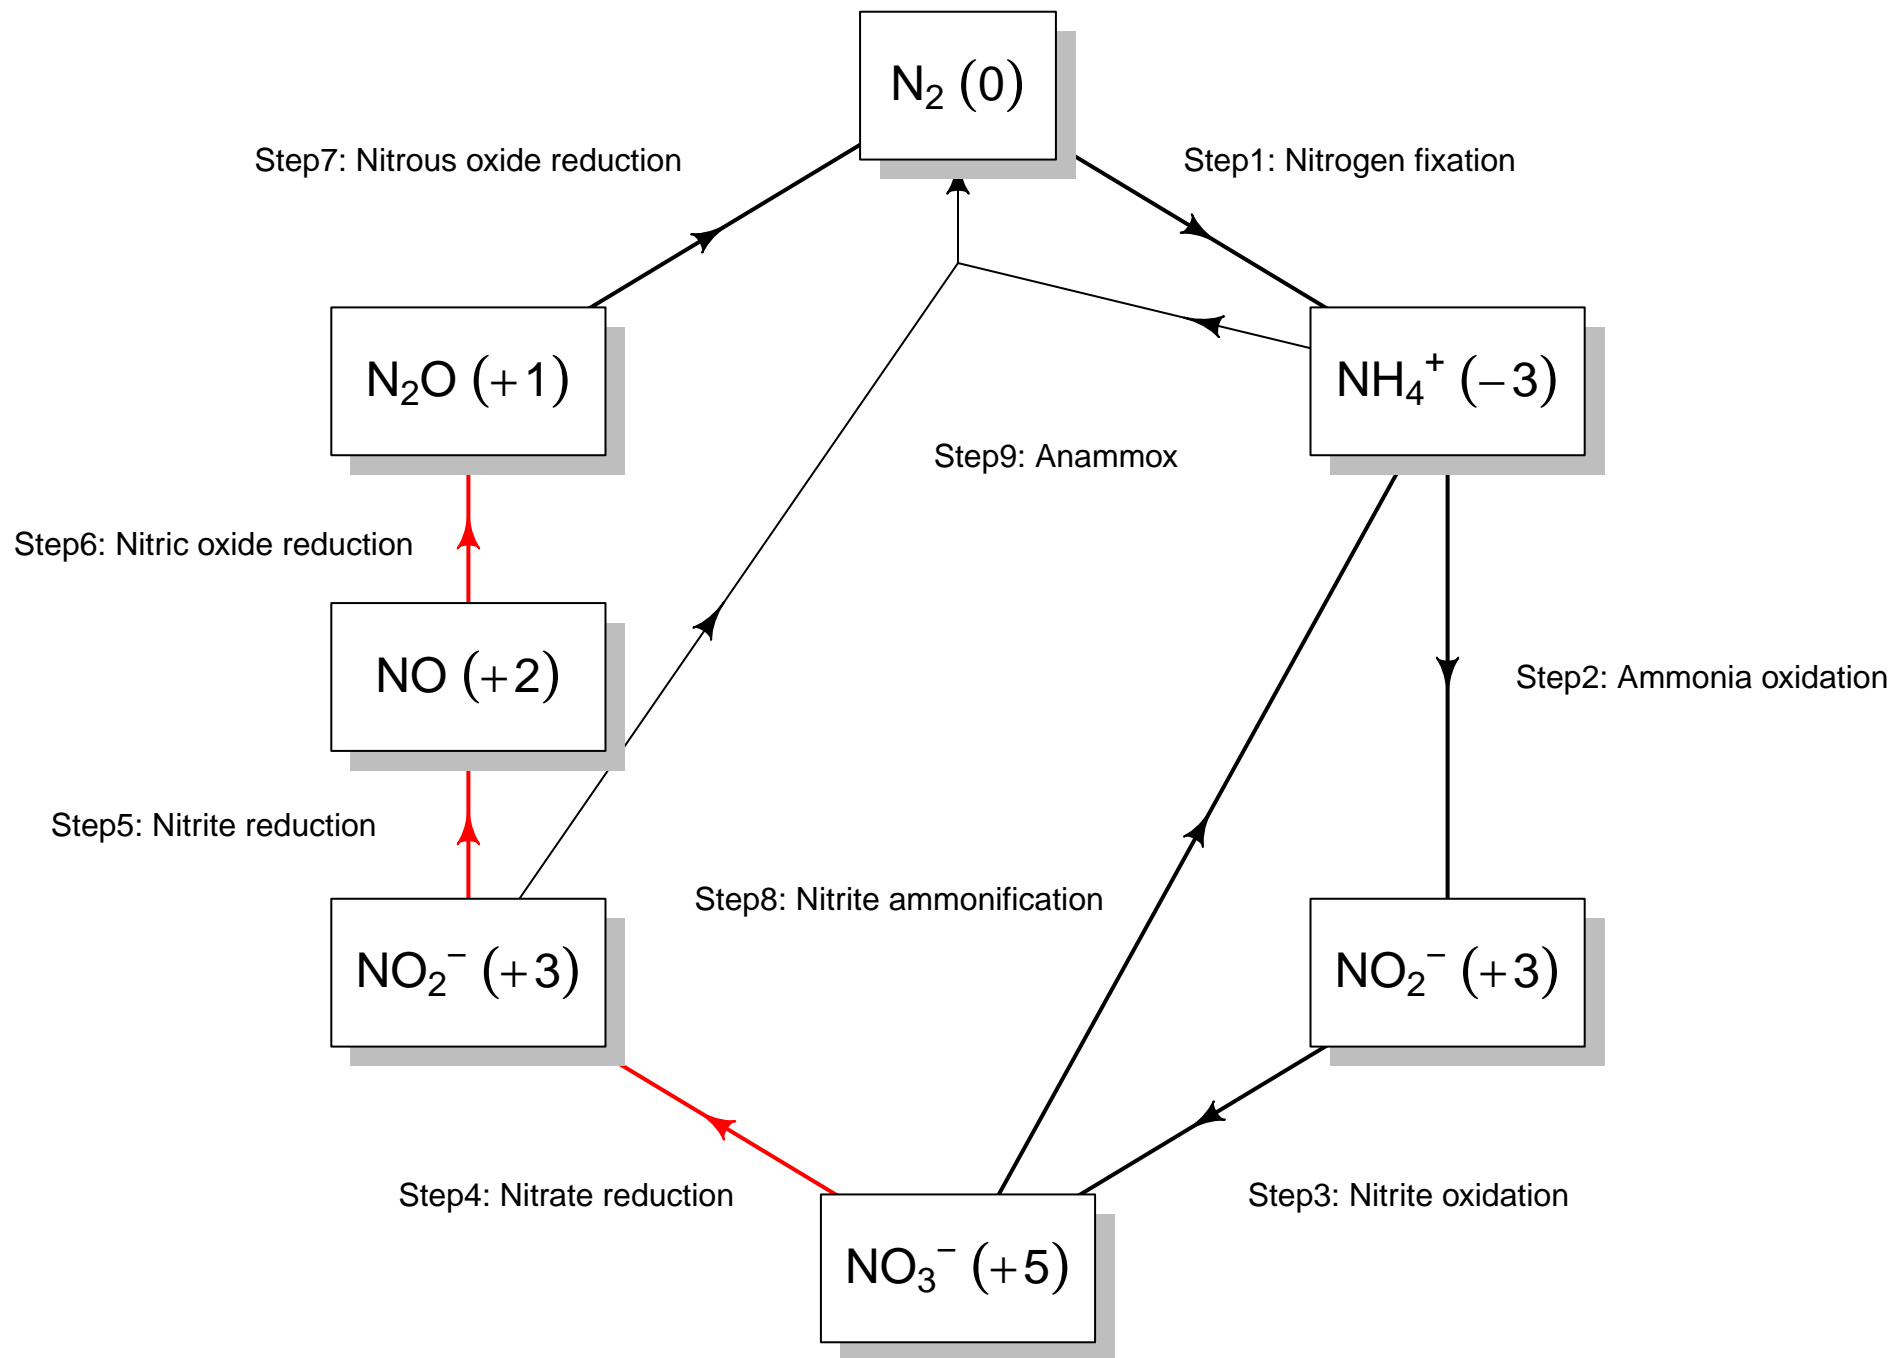 N₂ (0)
Step7: Nitrous oxide reduction
Step1: Nitrogen fixation
N₂O (+1)
NH₄⁺ (−3)
Step9: Anammox
Step6: Nitric oxide reduction
NO (+2)
Step2: Ammonia oxidation
Step5: Nitrite reduction
Step8: Nitrite ammonification
NO₂⁻ (+3)
NO₂⁻ (+3)
Step4: Nitrate reduction
Step3: Nitrite oxidation
NO₃⁻ (+5)